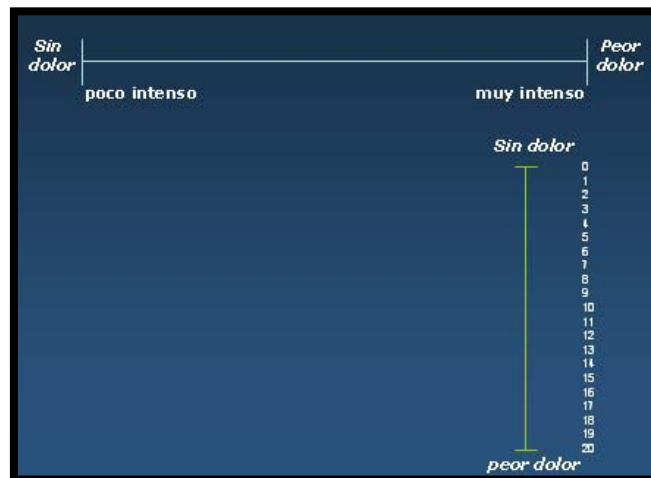 Sin
dolor
Peor
dolor
poco intenso
muy intenso
Sin dolor
0
1
2
3
4
5
6
7
8
9
10
11
12
13
14
15
16
17
18
19
20
peor dolor